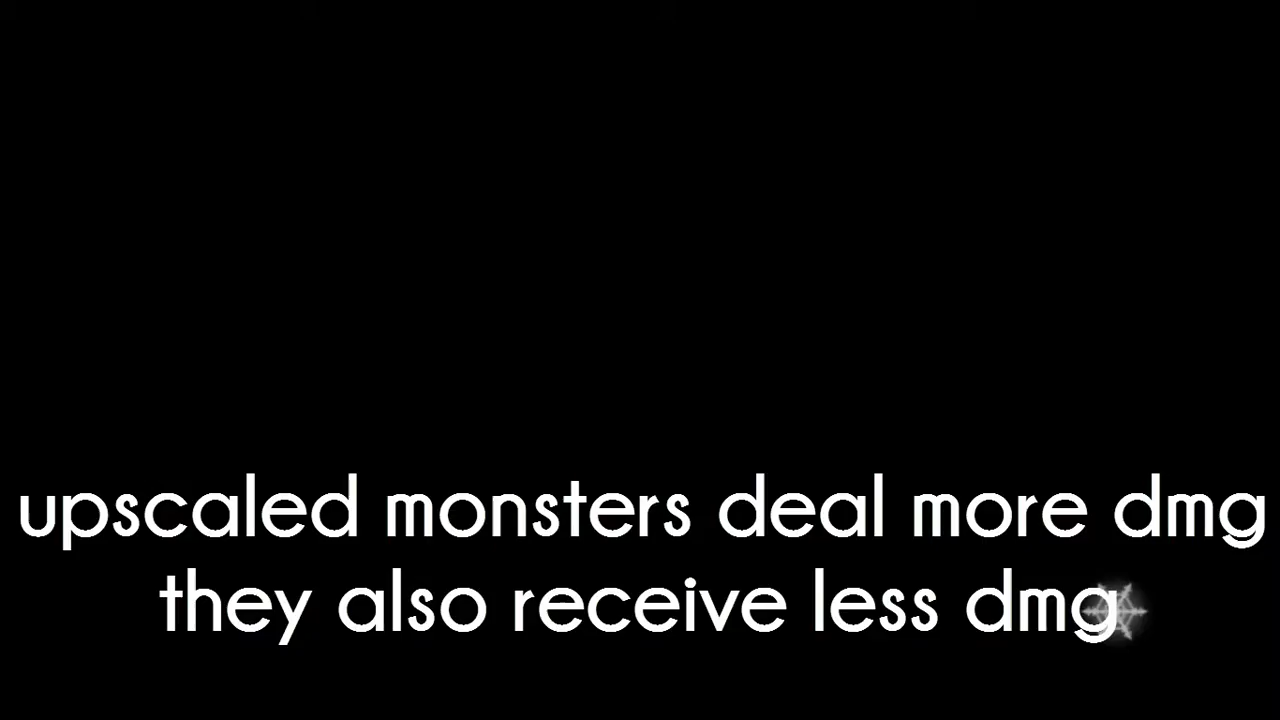 upscaled monsters deal more dmg
they also receive less dmg